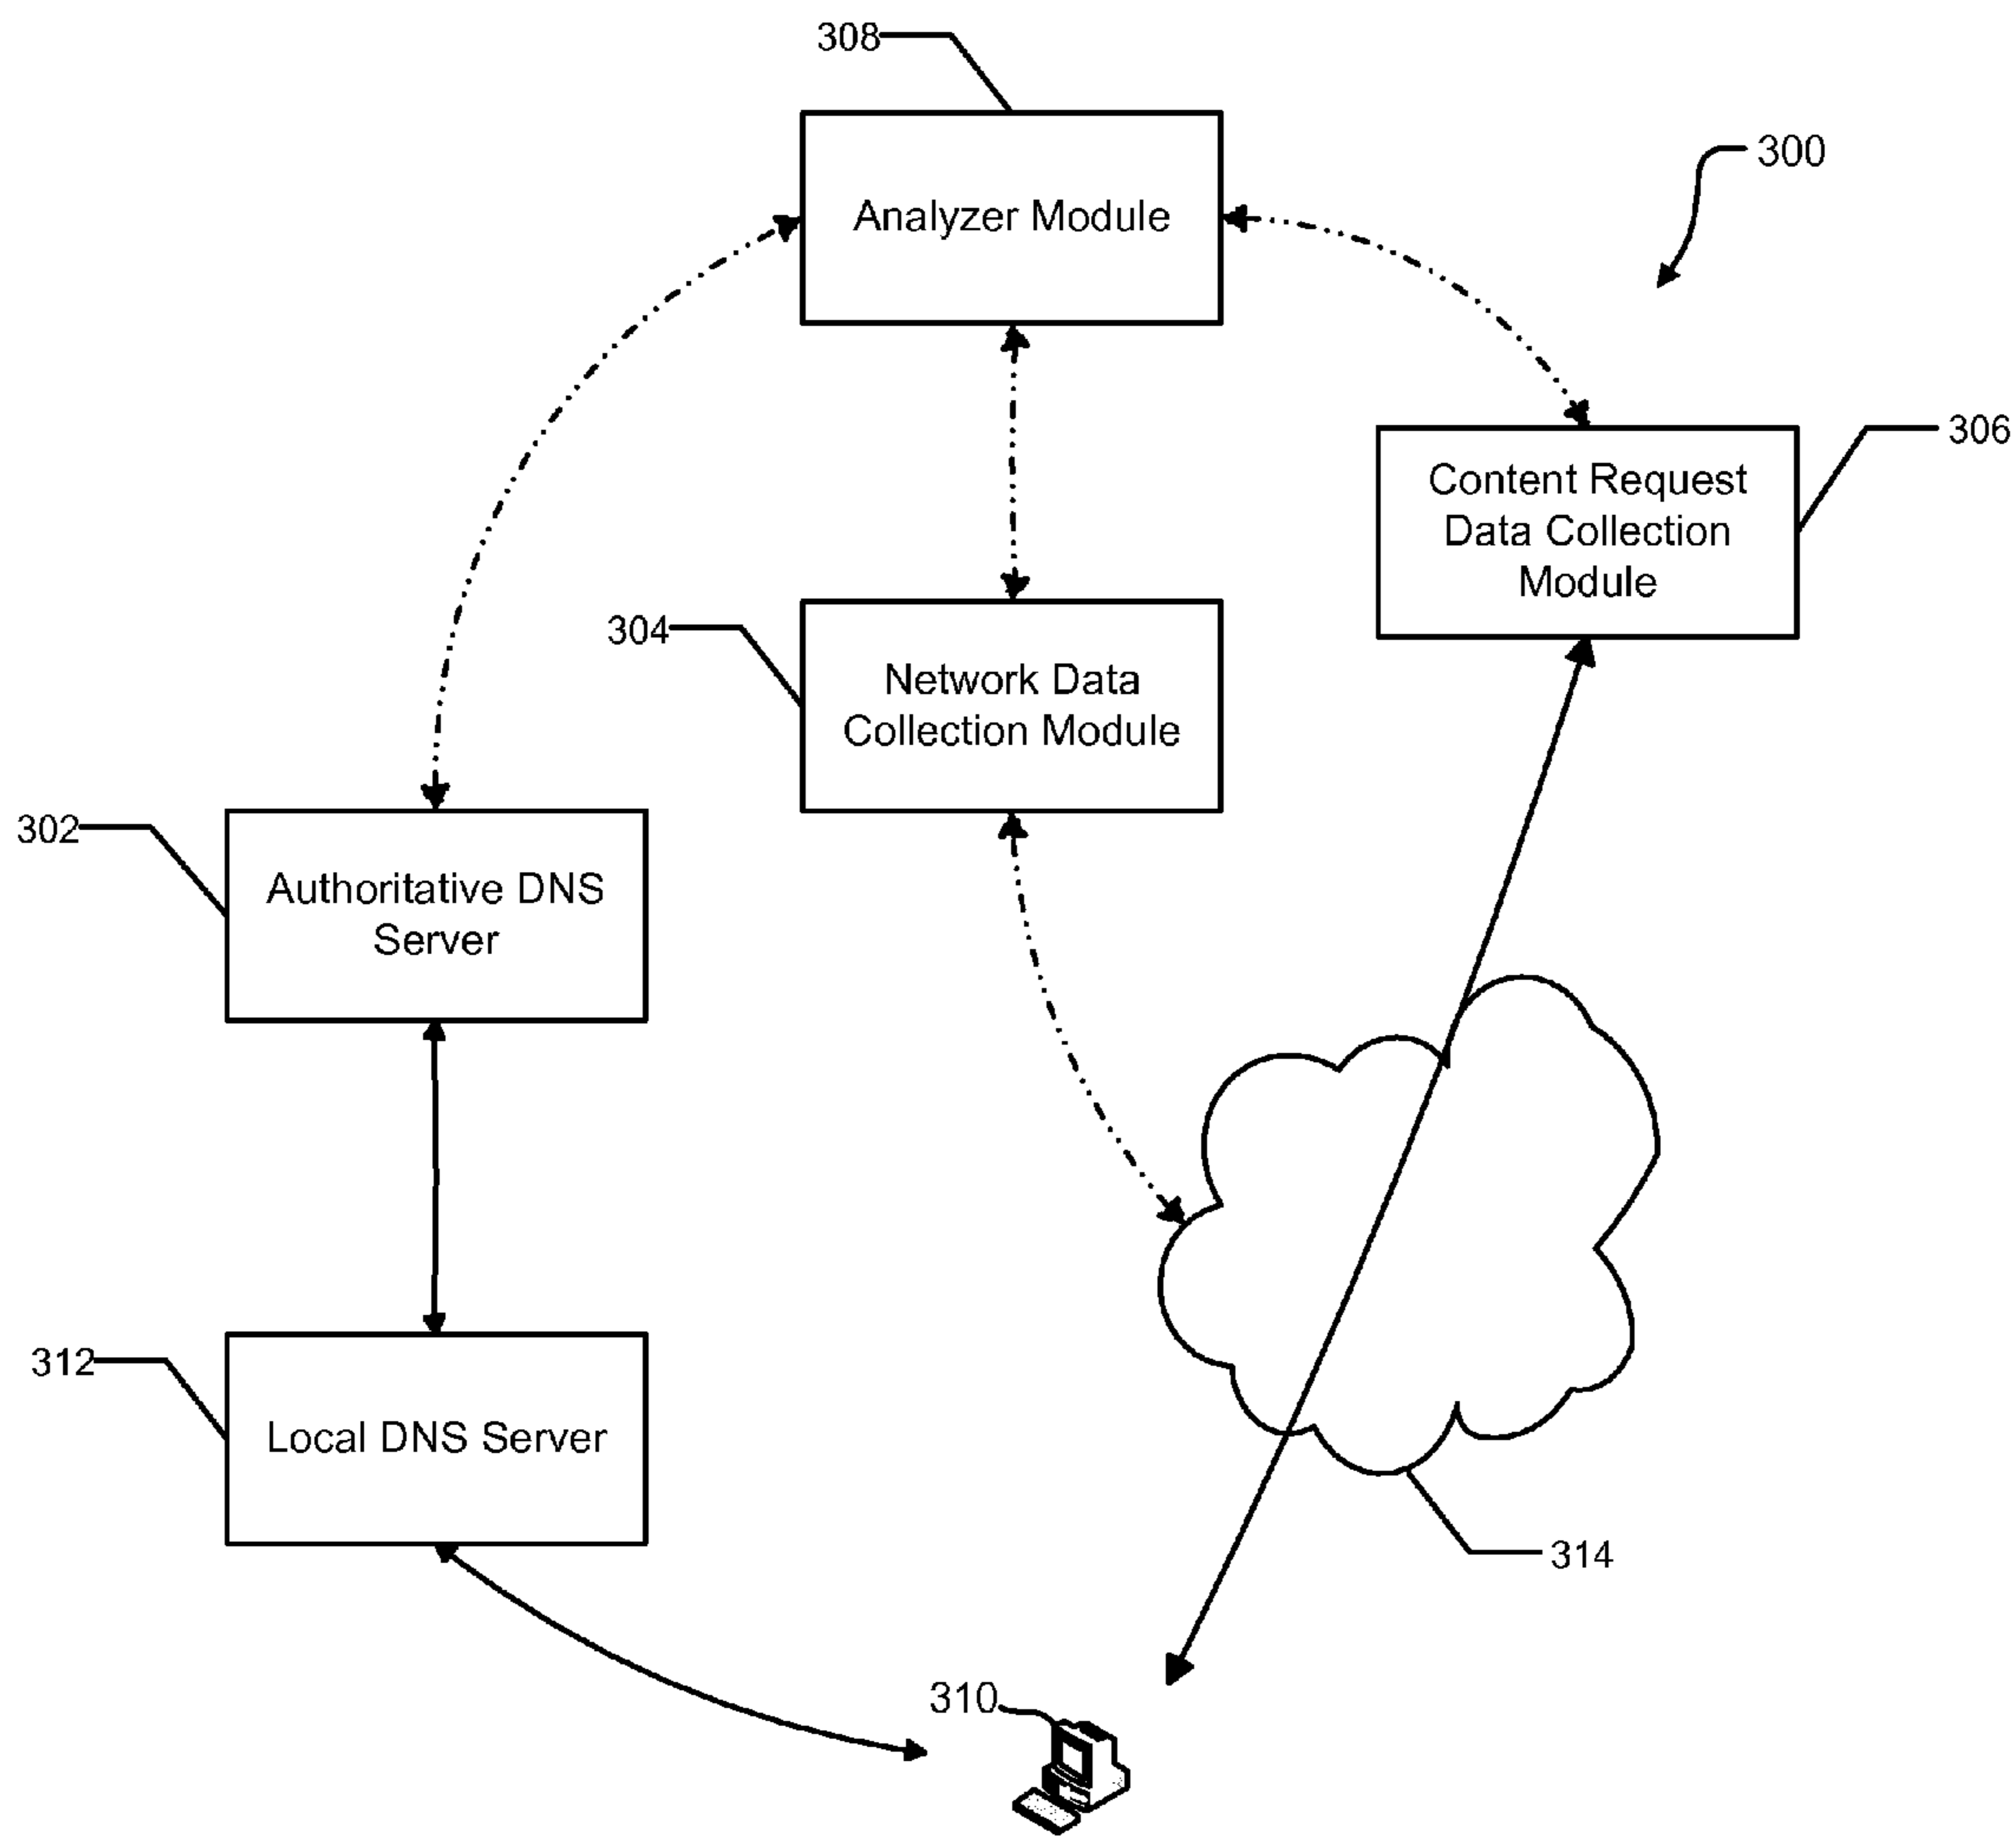 308
Analyzer Module
300
306
Content Request
Data Collection
Module
304
Network Data
Collection Module
302
Authoritative DNS
Server
312
Local DNS Server
314
310